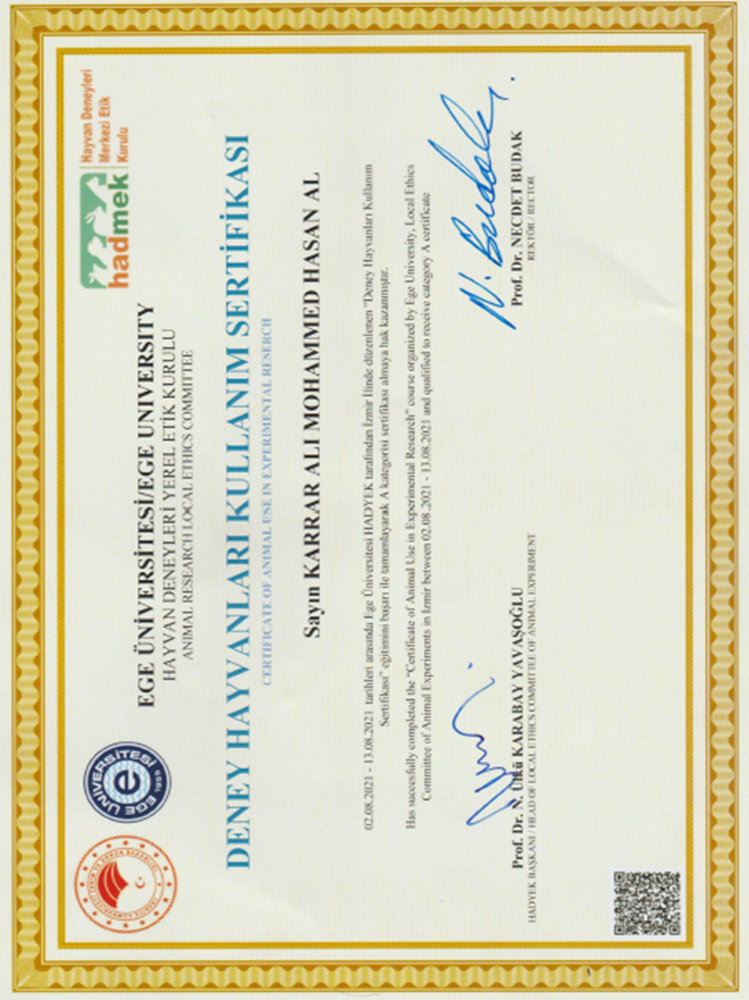 EGE ÜNİVERSİTESİ/EGE UNIVERSITY
HAYVAN DENEYLERİ YEREL ETİK KURULU
ANIMAL RESEARCH LOCAL ETHICS COMMITTEE
hadmek
Hayvan Deneyleri
Merkezi Etik
Kurulu
EGE ÜNİVERSİTESİ
1955
DENEY HAYVANLARI KULLANIM SERTİFİKASI
CERTIFICATE OF ANIMAL USE IN EXPERIMENTAL RESERCH
Sayın KARRAR ALI MOHAMMED HASAN AL
02.08.2021 - 13.08.2021 tarihleri arasında Ege Üniversitesi HADYEK tarafından İzmir İlinde düzenlenen "Deney Hayvanları Kullanım
Sertifikası" eğitimini başarı ile tamamlayarak A kategorisi sertifikası almaya hak kazanmıştır.
Has succesfully completed the "Certificate of Animal Use in Experimental Research" course organized by Ege University, Local Ethics
Committee of Animal Experiments in Izmir between 02.08.2021 - 13.08.2021 and qualified to receive category A certificate
N. Budak
Prof. Dr. N. Ülkü KARABAY YAVAŞOĞLU
HADYEK BAŞKANI / HEAD OF LOCAL ETHICS COMMITTEE OF ANIMAL EXPERIMENT
Prof. Dr. NECDET BUDAK
REKTÖR / RECTOR